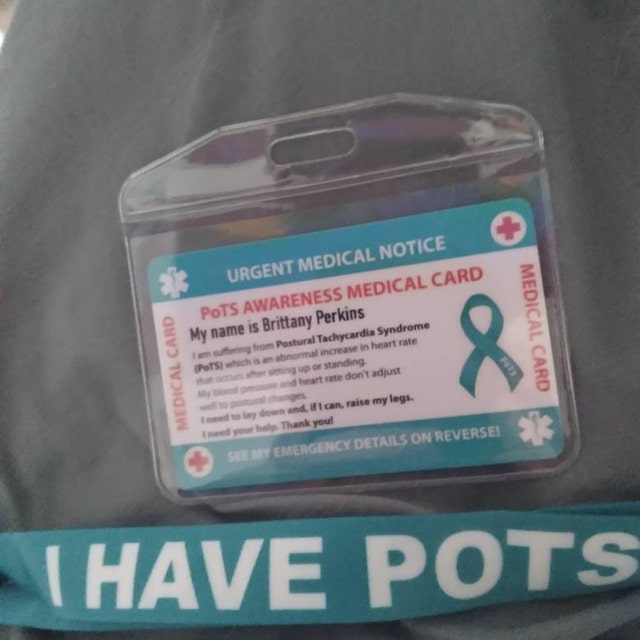 URGENT MEDICAL NOTICE
PoTS AWARENESS MEDICAL CARD
My name is Brittany Perkins
I am suffering from Postural Tachycardia Syndrome
(PoTS) which is an abnormal increase in heart rate
that occurs after sitting up or standing.
My blood pressure and heart rate don't adjust
well to postural changes.
I need to lay down and, if I can, raise my legs.
I need your help. Thank you!
SEE MY EMERGENCY DETAILS ON REVERSE!
MEDICAL CARD
MEDICAL CARD
POTS
I HAVE POTS